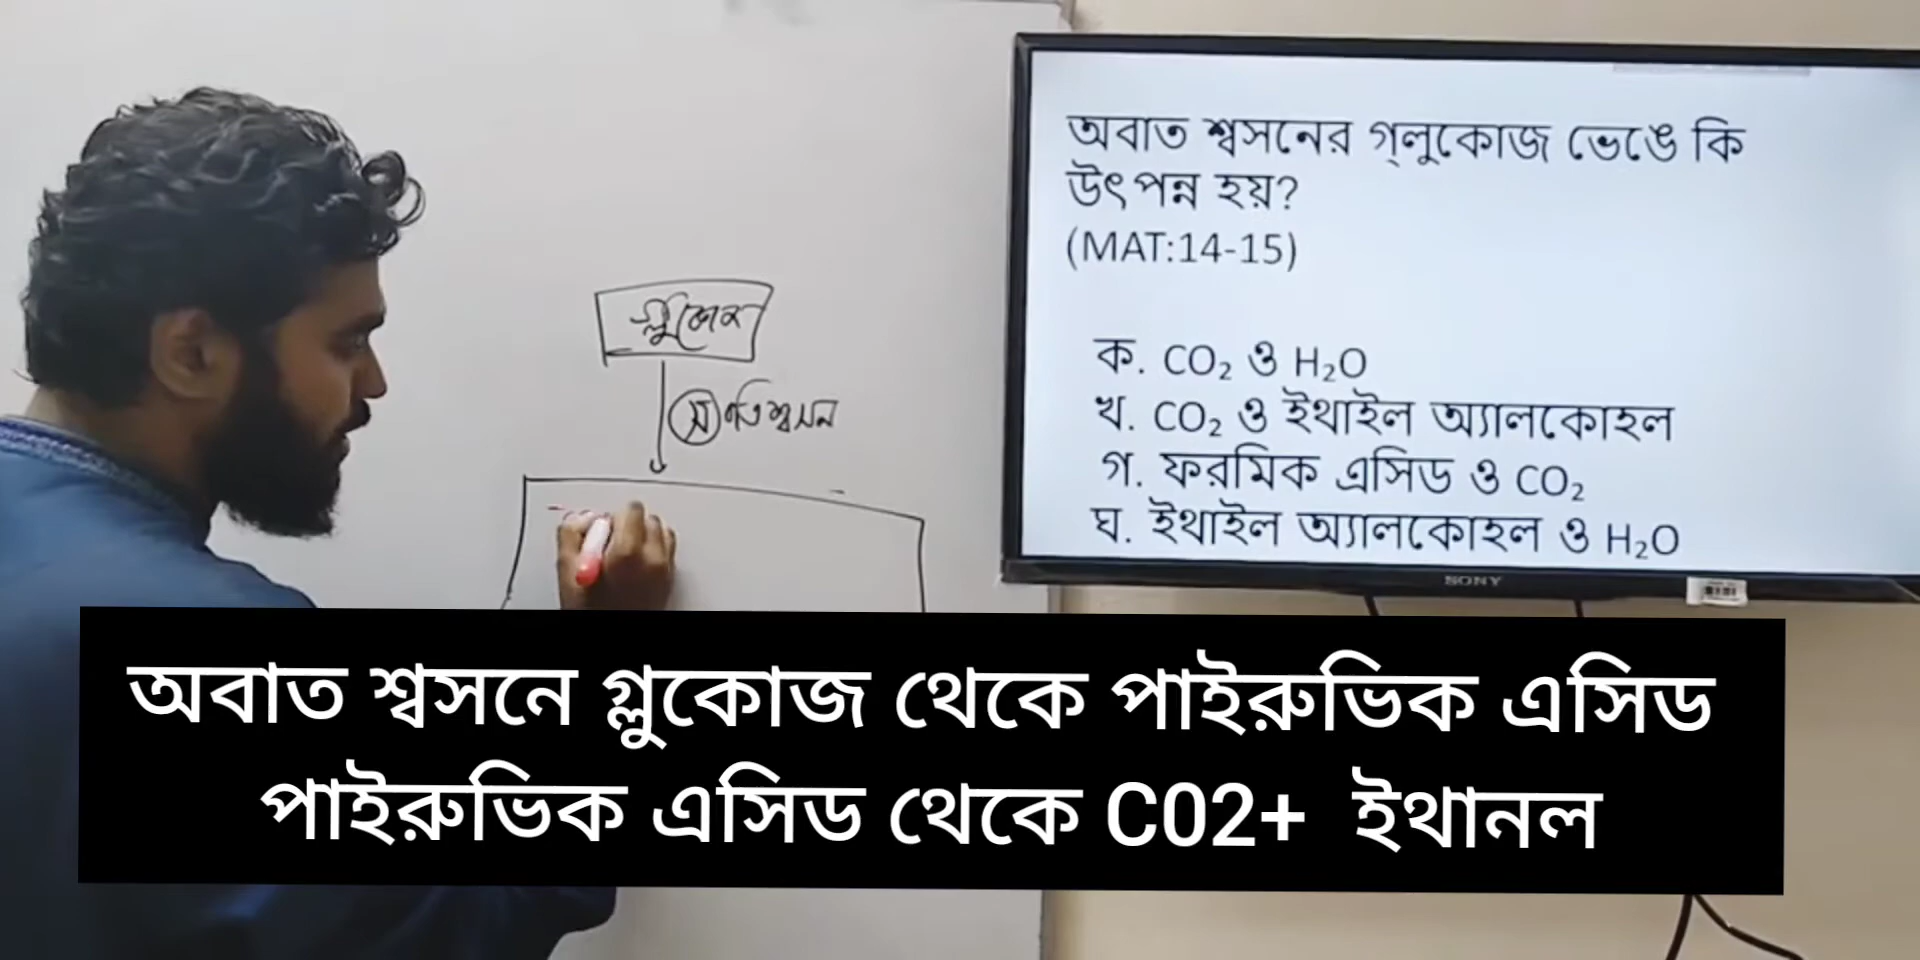 অবাত শ্বসনের গ্‌লুকোজ ভেঙে কি
উৎপন্ন হয়?
(MAT:14-15)
ক. CO₂ ও H₂O
খ. CO₂ ও ইথাইল অ্যালকোহল
গ. ফরমিক এসিড ও CO₂
ঘ. ইথাইল অ্যালকোহল ও H₂O
SONY
অবাত শ্বসনে গ্লুকোজ থেকে পাইরুভিক এসিড
পাইরুভিক এসিড থেকে C02+ ইথানল